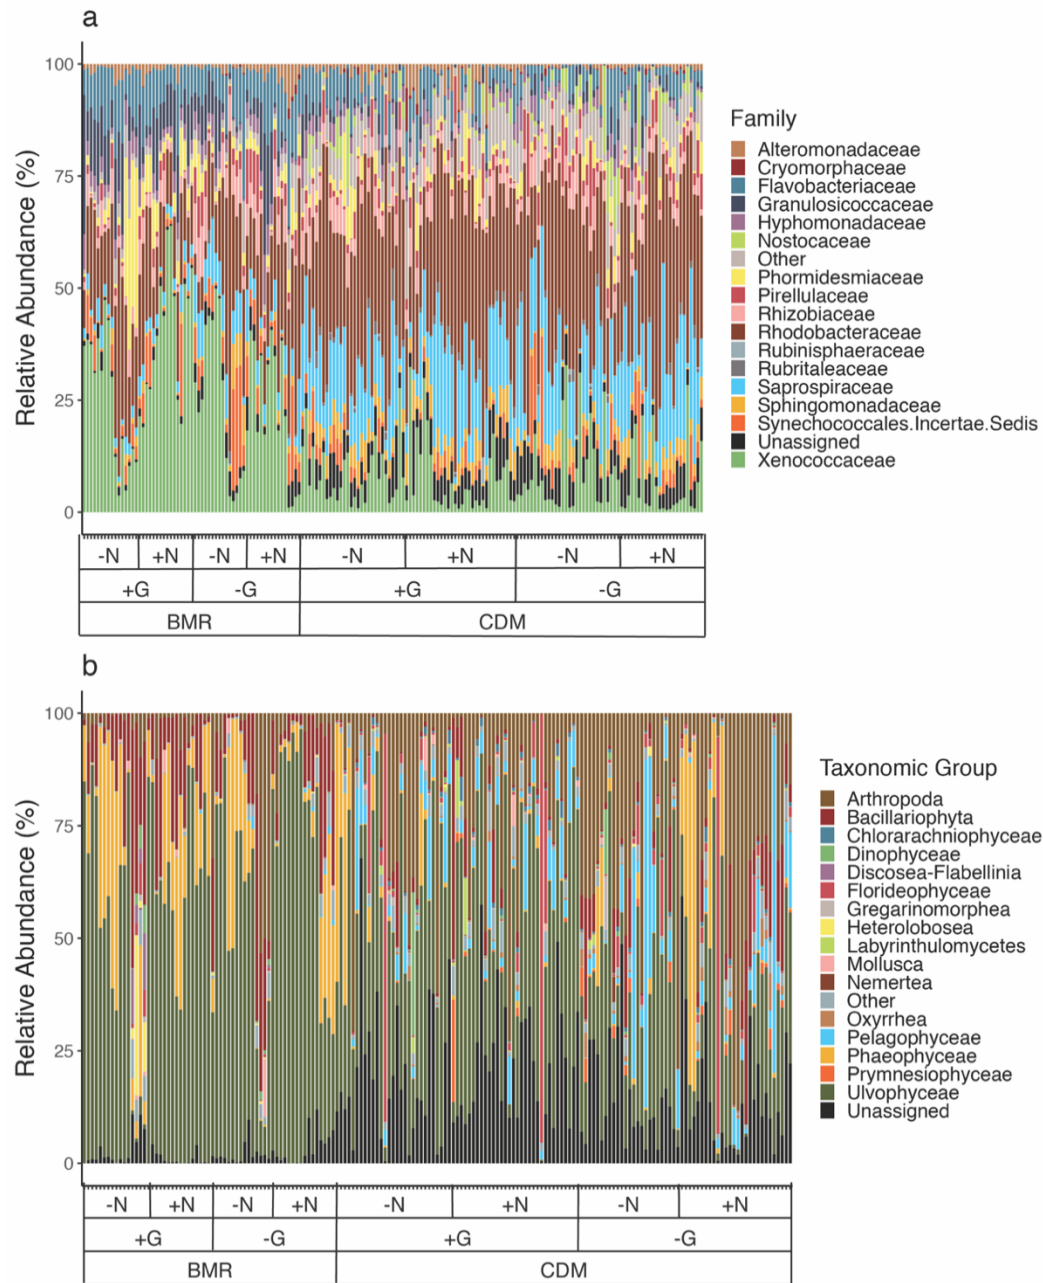 a
Relative Abundance (%)
100
75
50
25
0
-N +N -N +N -N +N -N +N
+G -G +G -G
BMR CDM
Family
Alteromonadaceae
Cryomorphaceae
Flavobacteriaceae
Granulosicoccaceae
Hyphomonadaceae
Nostocaceae
Other
Phormidesmiaceae
Pirellulaceae
Rhizobiaceae
Rhodobacteraceae
Rubinisphaeraceae
Rubritaleaceae
Saprospiraceae
Sphingomonadaceae
Synechococcales.Incertae.Sedis
Unassigned
Xenococcaceae
b
Relative Abundance (%)
100
75
50
25
0
-N +N -N +N -N +N -N +N
+G -G +G -G
BMR CDM
Taxonomic Group
Arthropoda
Bacillariophyta
Chlorarachniophyceae
Dinophyceae
Discosea-Flabellinia
Florideophyceae
Gregarinomorphea
Heterolobosea
Labyrinthulomycetes
Mollusca
Nemertea
Other
Oxyrrhea
Pelagophyceae
Phaeophyceae
Prymnesiophyceae
Ulvophyceae
Unassigned